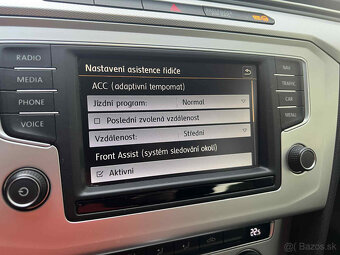 Nastavení asistence řidiče
RADIO
MEDIA
PHONE
VOICE
ACC (adaptivní tempomat)
Jízdní program:
Normal
Poslední zvolená vzdálenost
Vzdálenost:
Střední
Front Assist (systém sledování okolí)
Aktivní
NAV
TRAFFIC
CAR
MENU
22
Bazos.sk